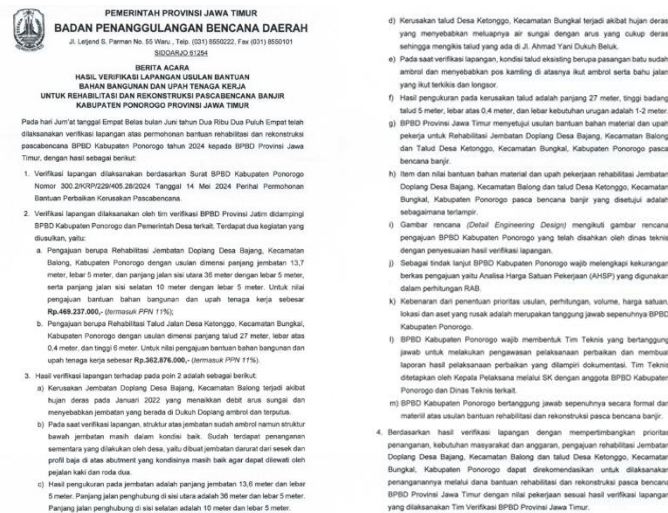 PEMERINTAH PROVINSI JAWA TIMUR
BADAN PENANGGULANGAN BENCANA DAERAH
Jl. Letjend S. Parman No. 55 Waru , Telp. (031) 8550222, Fax (031) 8550101
SIDOARJO 61254
BERITA ACARA
HASIL VERIFIKASI LAPANGAN USULAN BANTUAN
BAHAN BANGUNAN DAN UPAH TENAGA KERJA
UNTUK REHABILITASI DAN REKONSTRUKSI PASCABENCANA BANJIR
KABUPATEN PONOROGO PROVINSI JAWA TIMUR
Pada hari Jum'at tanggal Empat Belas bulan Juni tahun Dua Ribu Dua Puluh Empat telah
dilaksanakan verifikasi lapangan atas permohonan bantuan rehabilitasi dan rekonstruksi
pascabencana BPBD Kabupaten Ponorogo tahun 2024 kepada BPBD Provinsi Jawa
Timur, dengan hasil sebagai berikut:
1. Verifikasi lapangan dilaksanakan berdasarkan Surat BPBD Kabupaten Ponorogo
Nomor 300.2/KRP/229/405.28/2024 Tanggal 14 Mei 2024 Perihal Permohonan
Bantuan Perbaikan Kerusakan Pascabencana.
2. Verifikasi lapangan dilaksanakan oleh tim verifikasi BPBD Provinsi Jatim didampingi
BPBD Kabupaten Ponorogo dan Pemerintah Desa terkait. Terdapat dua kegiatan yang
diusulkan, yaitu:
a. Pengajuan berupa Rehabilitasi Jembatan Doplang Desa Bajang, Kecamatan
Balong, Kabupaten Ponorogo dengan usulan dimensi panjang jembatan 13,7
meter, lebar 5 meter, dan panjang jalan sisi utara 36 meter dengan lebar 5 meter,
serta panjang jalan sisi selatan 10 meter dengan lebar 5 meter. Untuk nilai
pengajuan bantuan bahan bangunan dan upah tenaga kerja sebesar
Rp.469.237.000,- (termasuk PPN 11%);
b. Pengajuan berupa Rehabilitasi Talud Jalan Desa Ketonggo, Kecamatan Bungkal,
Kabupaten Ponorogo dengan usulan dimensi panjang talud 27 meter, lebar atas
0,4 meter, dan tinggi 6 meter. Untuk nilai pengajuan bantuan bahan bangunan dan
upah tenaga kerja sebesar Rp.362.876.000,- (termasuk PPN 11%).
3. Hasil verifikasi lapangan terhadap pada poin 2 adalah sebagai berikut:
a) Kerusakan Jembatan Doplang Desa Bajang, Kecamatan Balong terjadi akibat
hujan deras pada Januari 2022 yang menaikkan debit arus sungai dan
menyebabkan jembatan yang berada di Dukuh Doplang ambrol dan terputus.
b) Pada saat verifikasi lapangan, struktur atas jembatan sudah ambrol namun struktur
bawah jembatan masih dalam kondisi baik. Sudah terdapat penanganan
sementara yang dilakukan oleh desa, yaitu dibuat jembatan darurat dari sesek dan
profil baja di atas abutment yang kondisinya masih baik agar dapat dilewati oleh
pejalan kaki dan roda dua.
c) Hasil pengukuran pada jembatan adalah panjang jembatan 13,6 meter dan lebar
5 meter. Panjang jalan penghubung di sisi utara adalah 36 meter dan lebar 5 meter.
Panjang jalan penghubung di sisi selatan adalah 10 meter dan lebar 5 meter.
d) Kerusakan talud Desa Ketonggo, Kecamatan Bungkal terjadi akibat hujan deras
yang menyebabkan meluapnya air sungai dengan arus yang cukup deras
sehingga mengikis talud yang ada di Jl. Ahmad Yani Dukuh Beluk.
e) Pada saat verifikasi lapangan, kondisi talud eksisting berupa pasangan batu sudah
ambrol dan menyebabkan pos kamling di atasnya ikut ambrol serta bahu jalan
yang ikut terkikis dan longsor.
f) Hasil pengukuran pada kerusakan talud adalah panjang 27 meter, tinggi badan
talud 5 meter, lebar atas 0,4 meter, dan lebar kebutuhan urugan adalah 1-2 meter.
g) BPBD Provinsi Jawa Timur menyetujui usulan bantuan bahan material dan upah
pekerja untuk Rehabilitasi Jembatan Doplang Desa Bajang, Kecamatan Balong
dan Talud Desa Ketonggo, Kecamatan Bungkal, Kabupaten Ponorogo pasca
bencana banjir.
h) Item dan nilai bantuan bahan material dan upah pekerjaan rehabilitasi Jembatan
Doplang Desa Bajang, Kecamatan Balong dan talud Desa Ketonggo, Kecamatan
Bungkal, Kabupaten Ponorogo pasca bencana banjir yang disetujui adalah
sebagaimana terlampir.
i) Gambar rencana (Detail Engineering Design) mengikuti gambar rencana
pengajuan BPBD Kabupaten Ponorogo yang telah disahkan oleh dinas teknis
dengan penyesuaian hasil verifikasi lapangan.
j) Sebagai tindak lanjut BPBD Kabupaten Ponorogo wajib melengkapi kekurangan
berkas pengajuan yaitu Analisa Harga Satuan Pekerjaan (AHSP) yang digunakan
dalam perhitungan RAB.
k) Kebenaran dari penentuan prioritas usulan, perhitungan, volume, harga satuan,
lokasi dan aset yang rusak adalah merupakan tanggung jawab sepenuhnya BPBD
Kabupaten Ponorogo.
l) BPBD Kabupaten Ponorogo wajib membentuk Tim Teknis yang bertanggung
jawab untuk melakukan pengawasan pelaksanaan perbaikan dan membuat
laporan hasil pelaksanaan perbaikan yang dilampiri dokumentasi. Tim Teknis
ditetapkan oleh Kepala Pelaksana melalui SK dengan anggota BPBD Kabupaten
Ponorogo dan Dinas Teknis terkait.
m) BPBD Kabupaten Ponorogo bertanggung jawab sepenuhnya secara formal dan
materiil atas usulan bantuan rehabilitasi dan rekonstruksi pasca bencana banjir.
4. Berdasarkan hasil verifikasi lapangan dengan mempertimbangkan prioritas
penanganan, kebutuhan masyarakat dan anggaran, pengajuan rehabilitasi Jembatan
Doplang Desa Bajang, Kecamatan Balong dan talud Desa Ketonggo, Kecamatan
Bungkal, Kabupaten Ponorogo dapat direkomendasikan untuk dilaksanakan
penanganannya melalui dana bantuan rehabilitasi dan rekonstruksi pasca bencana
BPBD Provinsi Jawa Timur dengan nilai pekerjaan sesuai hasil verifikasi lapangan
yang dilaksanakan Tim Verifikasi BPBD Provinsi Jawa Timur.